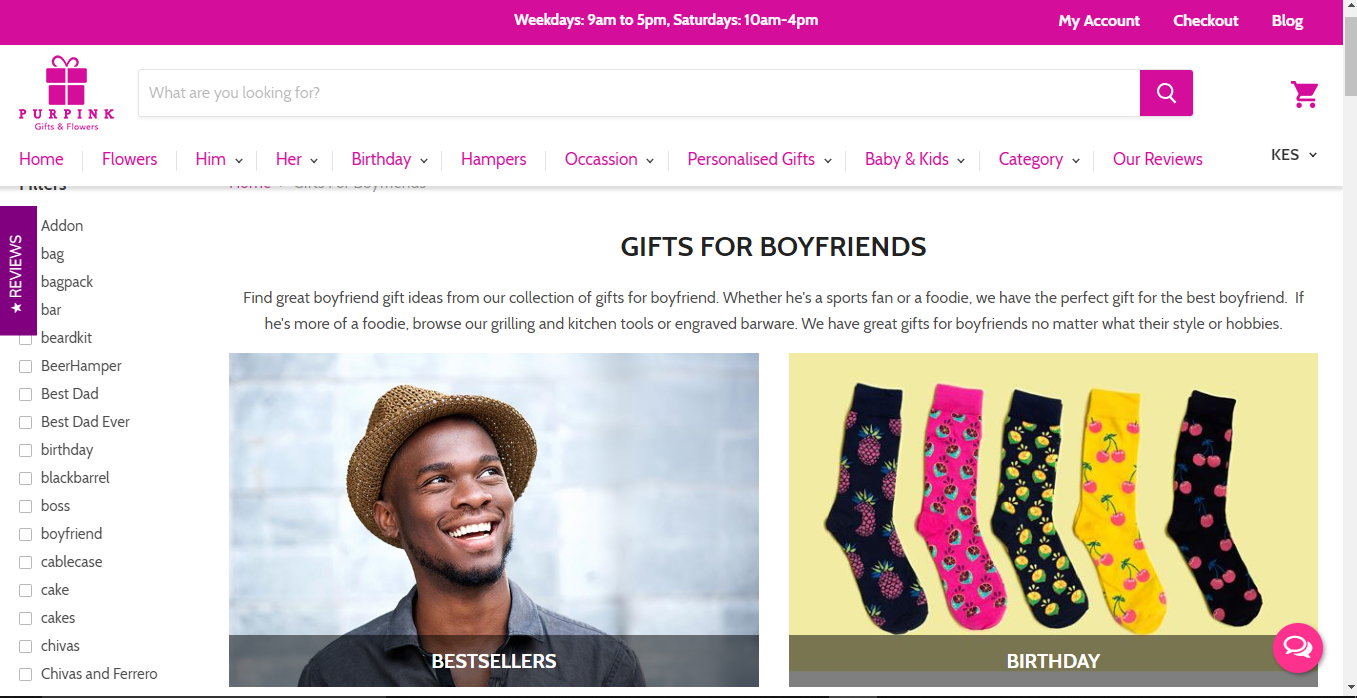 Weekdays: 9am to 5pm, Saturdays: 10am-4pm
My Account Checkout Blog
PURPINK
Gifts & Flowers
What are you looking for?
Home Flowers Him Her Birthday Hampers Occassion Personalised Gifts Baby & Kids Category Our Reviews KES
Filters
Home > Gifts For Boyfriends
★ REVIEWS
Addon
bag
bagpack
bar
beardkit
BeerHamper
Best Dad
Best Dad Ever
birthday
blackbarrel
boss
boyfriend
cablecase
cake
cakes
chivas
Chivas and Ferrero
GIFTS FOR BOYFRIENDS
Find great boyfriend gift ideas from our collection of gifts for boyfriend. Whether he's a sports fan or a foodie, we have the perfect gift for the best boyfriend. If
he's more of a foodie, browse our grilling and kitchen tools or engraved barware. We have great gifts for boyfriends no matter what their style or hobbies.
BESTSELLERS
BIRTHDAY